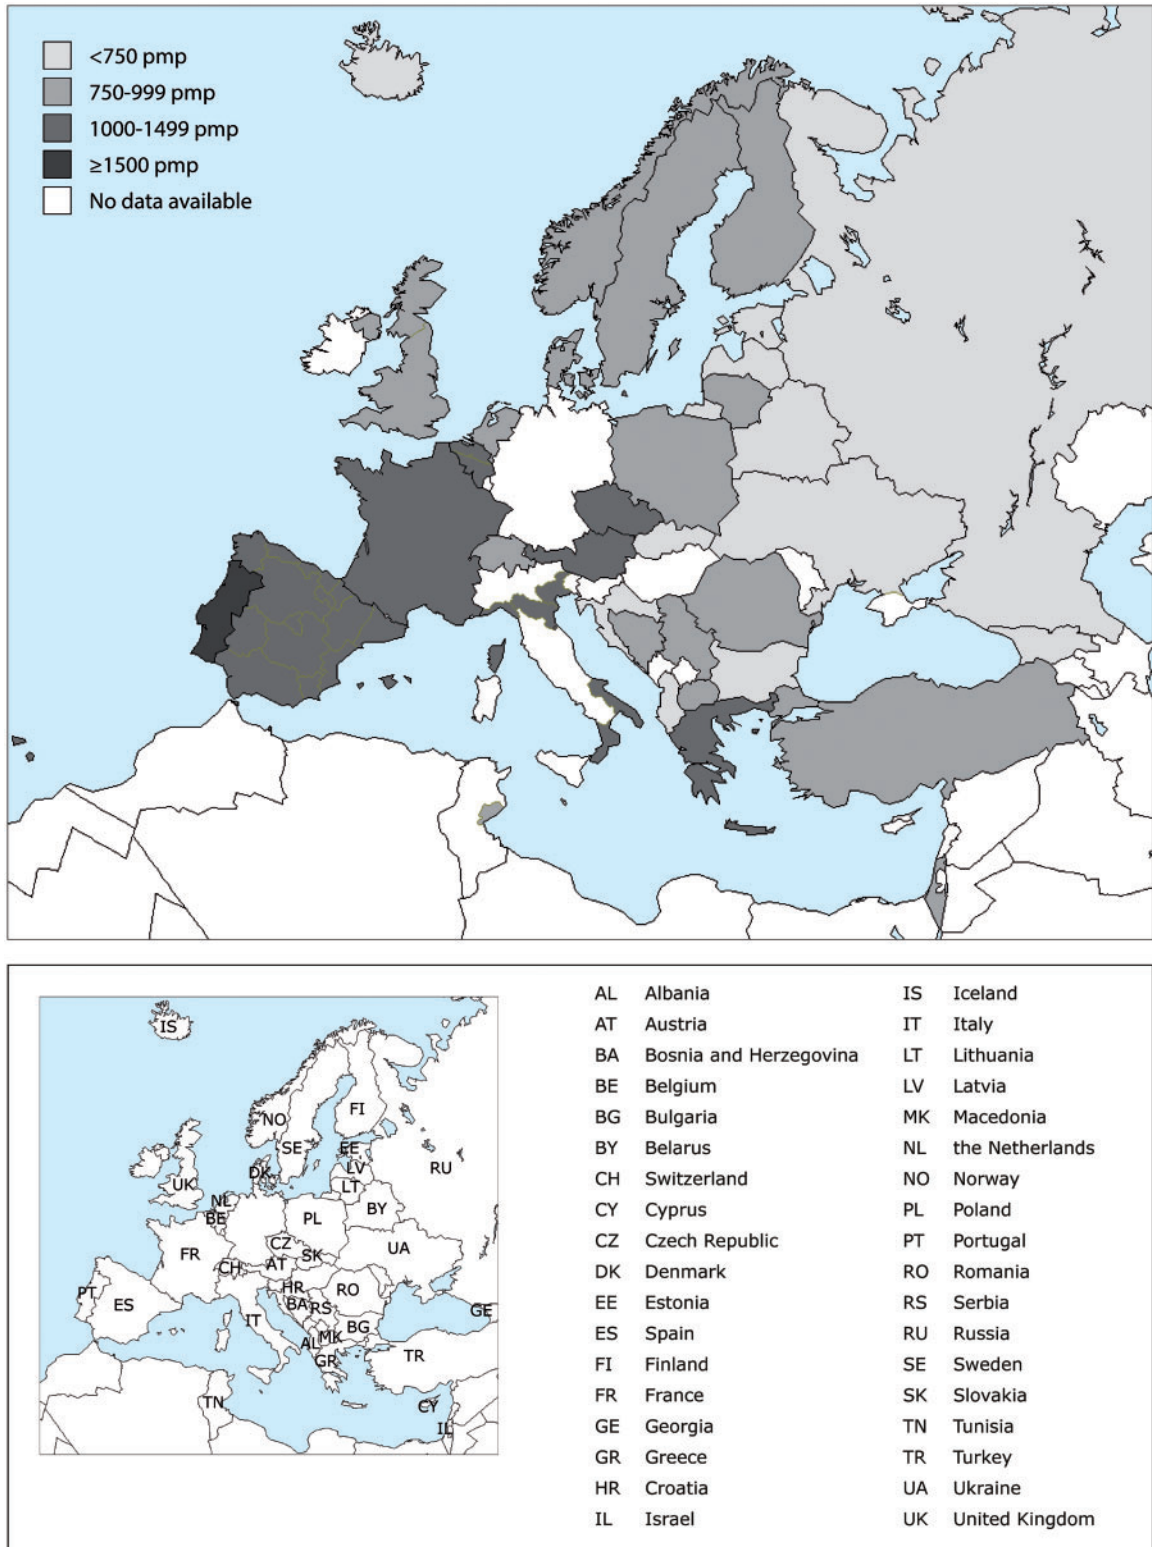 <750 pmp
750-999 pmp
1000-1499 pmp
≥1500 pmp
No data available
IS
NO
FI
SE
EE
RU
DK
LV
LT
UK
NL
BY
BE
PL
CZ
UA
FR
SK
CH
AT
HR
RO
PT
ES
BA
RS
GE
IT
BG
MK
AL
TR
GR
TN
CY
IL
AL Albania
AT Austria
BA Bosnia and Herzegovina
BE Belgium
BG Bulgaria
BY Belarus
CH Switzerland
CY Cyprus
CZ Czech Republic
DK Denmark
EE Estonia
ES Spain
FI Finland
FR France
GE Georgia
GR Greece
HR Croatia
IL Israel
IS Iceland
IT Italy
LT Lithuania
LV Latvia
MK Macedonia
NL the Netherlands
NO Norway
PL Poland
PT Portugal
RO Romania
RS Serbia
RU Russia
SE Sweden
SK Slovakia
TN Tunisia
TR Turkey
UA Ukraine
UK United Kingdom